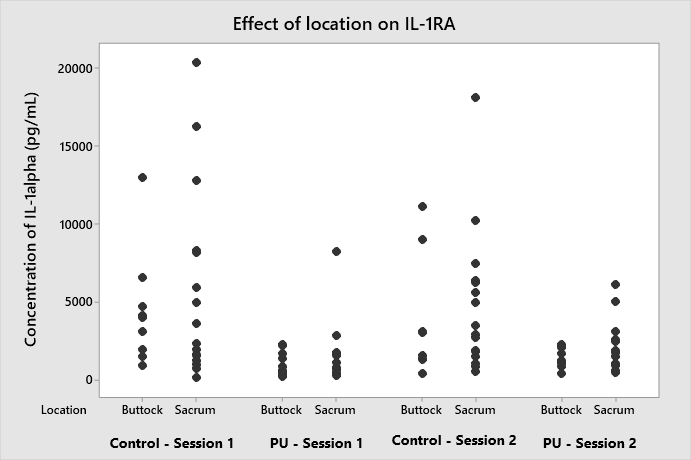 Effect of location on IL-1RA
Concentration of IL-1alpha (pg/mL)
20000
15000
10000
5000
0
Location Buttock Sacrum Buttock Sacrum Buttock Sacrum Buttock Sacrum
Control - Session 1 PU - Session 1 Control - Session 2 PU - Session 2